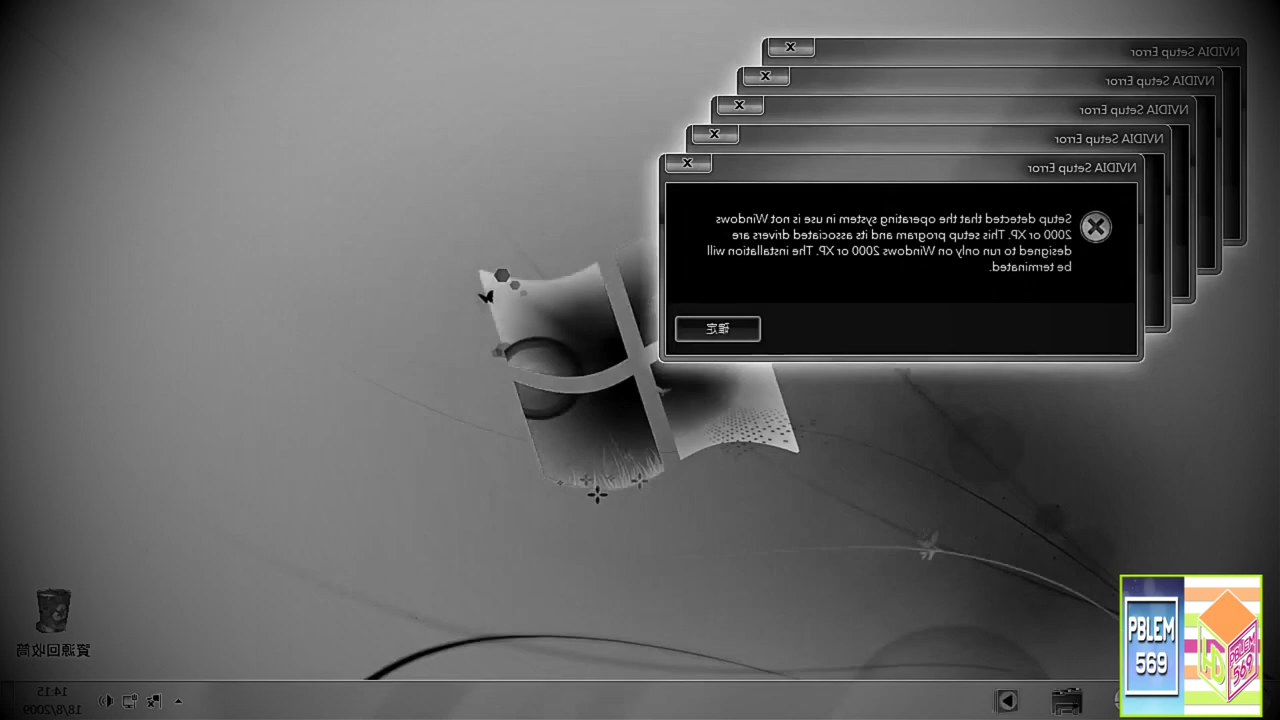 NVIDIA Setup Error
NVIDIA Setup Error
NVIDIA Setup Error
NVIDIA Setup Error
NVIDIA Setup Error
Setup detected that the operating system in use is not Windows
2000 or XP. This setup program and its associated drivers are
designed to run only on Windows 2000 or XP. The installation will
be terminated.
確定
資源回收筒
14:15
18/8/2009
PBLEM
569
PBLEM
569